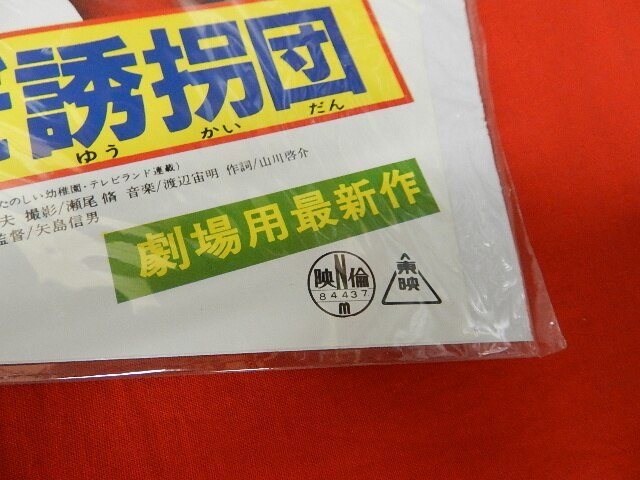 誘拐団
ゆう かい だん
たのしい幼稚園・テレビランド連載)
夫 撮影/瀬尾脩 音楽/渡辺宙明 作詞/山川啓介
監督/矢島信男
劇場用最新作
映倫
84437
m
東映